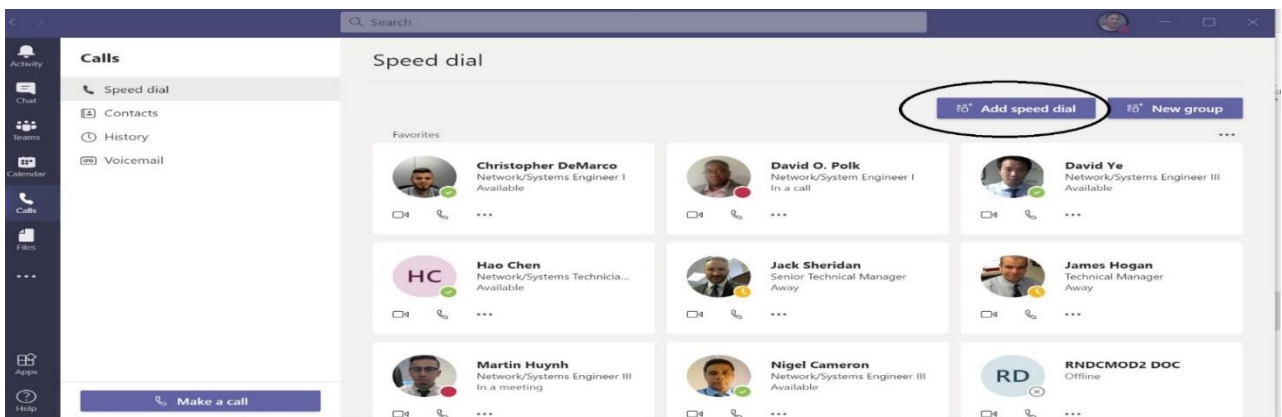 Search
Activity
Chat
Teams
Calendar
Calls
Files
Apps
Help
Calls
Speed dial
Contacts
History
Voicemail
Make a call
Speed dial
Add speed dial
New group
Favorites
Christopher DeMarco
Network/Systems Engineer I
Available
David O. Polk
Network/System Engineer I
In a call
David Ye
Network/Systems Engineer III
Available
HC
Hao Chen
Network/Systems Technicia...
Available
Jack Sheridan
Senior Technical Manager
Away
James Hogan
Technical Manager
Away
Martin Huynh
Network/Systems Engineer III
In a meeting
Nigel Cameron
Network/Systems Engineer III
Available
RD
RNDCMOD2 DOC
Offline